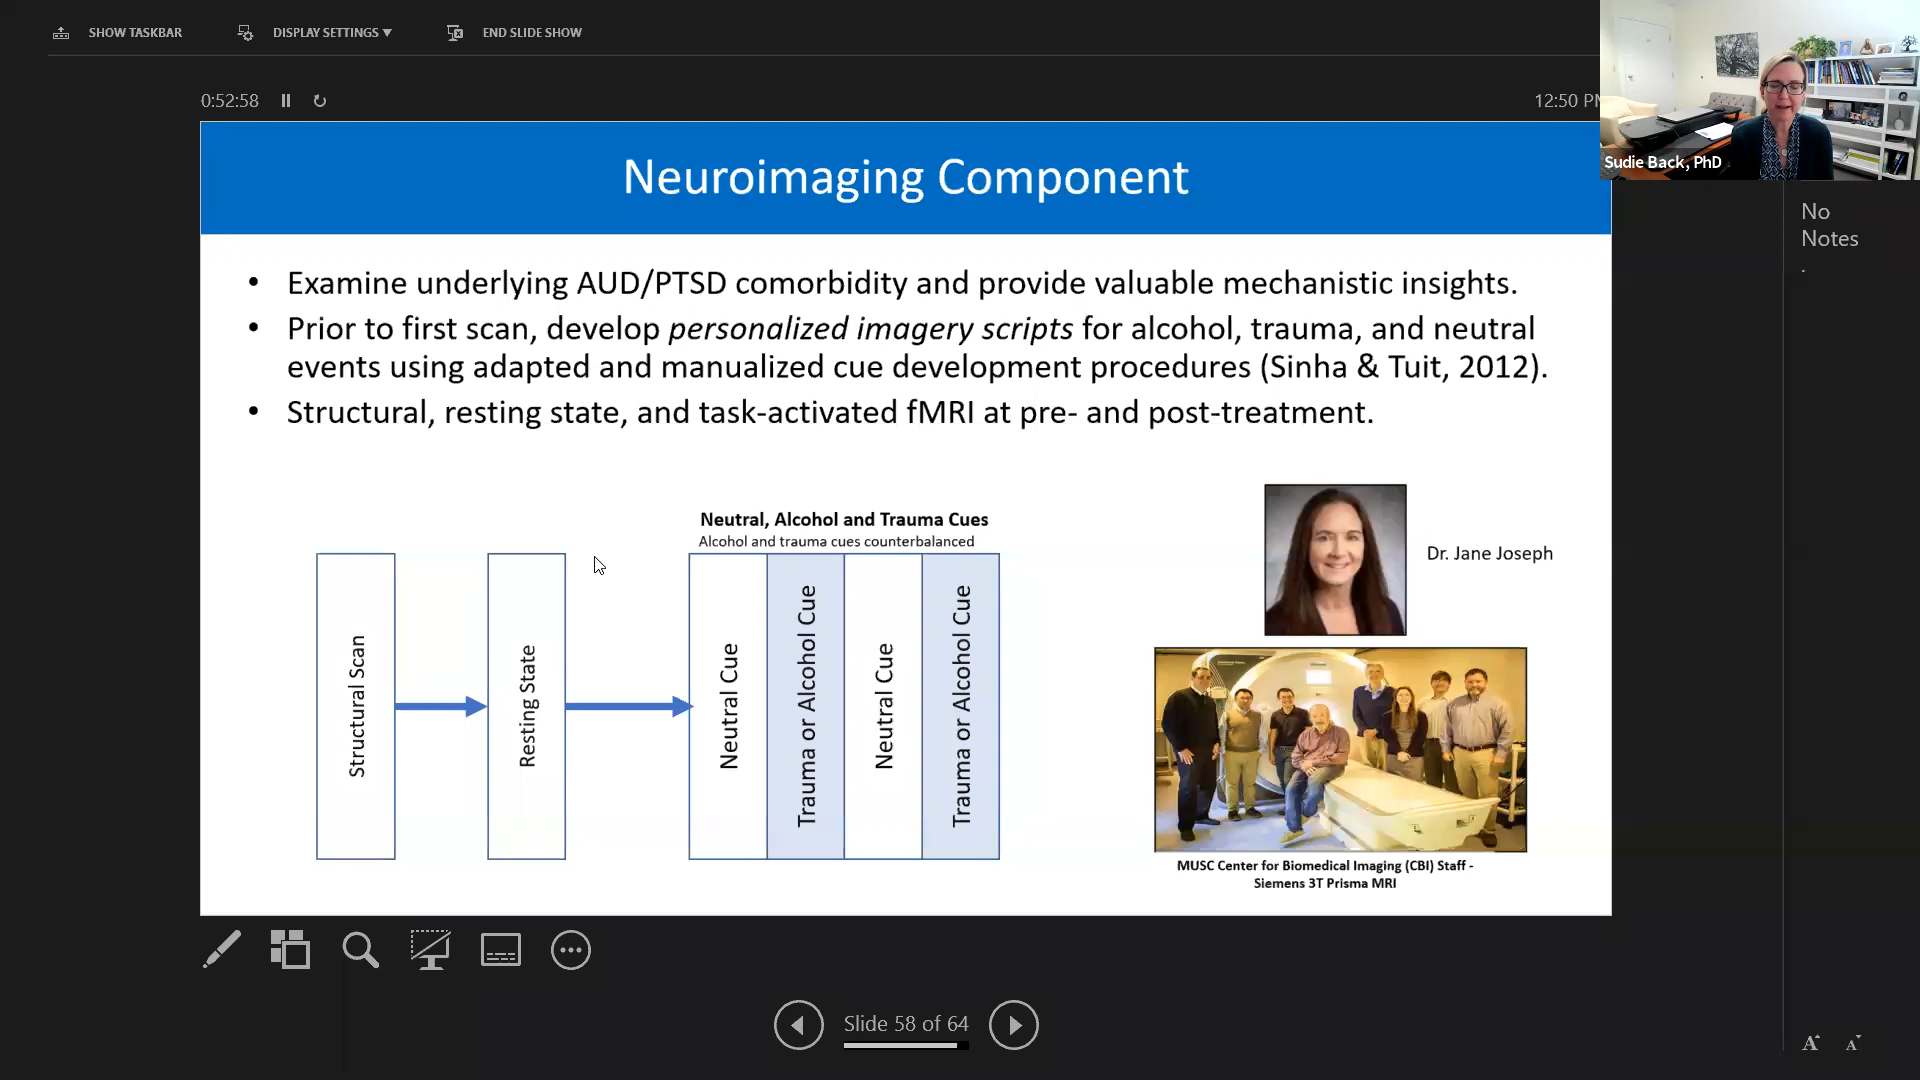 SHOW TASKBAR
DISPLAY SETTINGS ▼
END SLIDE SHOW
0:52:58
12:50 PM
Sudie Back, PhD
No
Notes
.
Neuroimaging Component
• Examine underlying AUD/PTSD comorbidity and provide valuable mechanistic insights.
• Prior to first scan, develop personalized imagery scripts for alcohol, trauma, and neutral
events using adapted and manualized cue development procedures (Sinha & Tuit, 2012).
• Structural, resting state, and task-activated fMRI at pre- and post-treatment.
Neutral, Alcohol and Trauma Cues
Alcohol and trauma cues counterbalanced
Structural Scan
Resting State
Neutral Cue
Trauma or Alcohol Cue
Neutral Cue
Trauma or Alcohol Cue
Dr. Jane Joseph
MUSC Center for Biomedical Imaging (CBI) Staff -
Siemens 3T Prisma MRI
Slide 58 of 64
A A